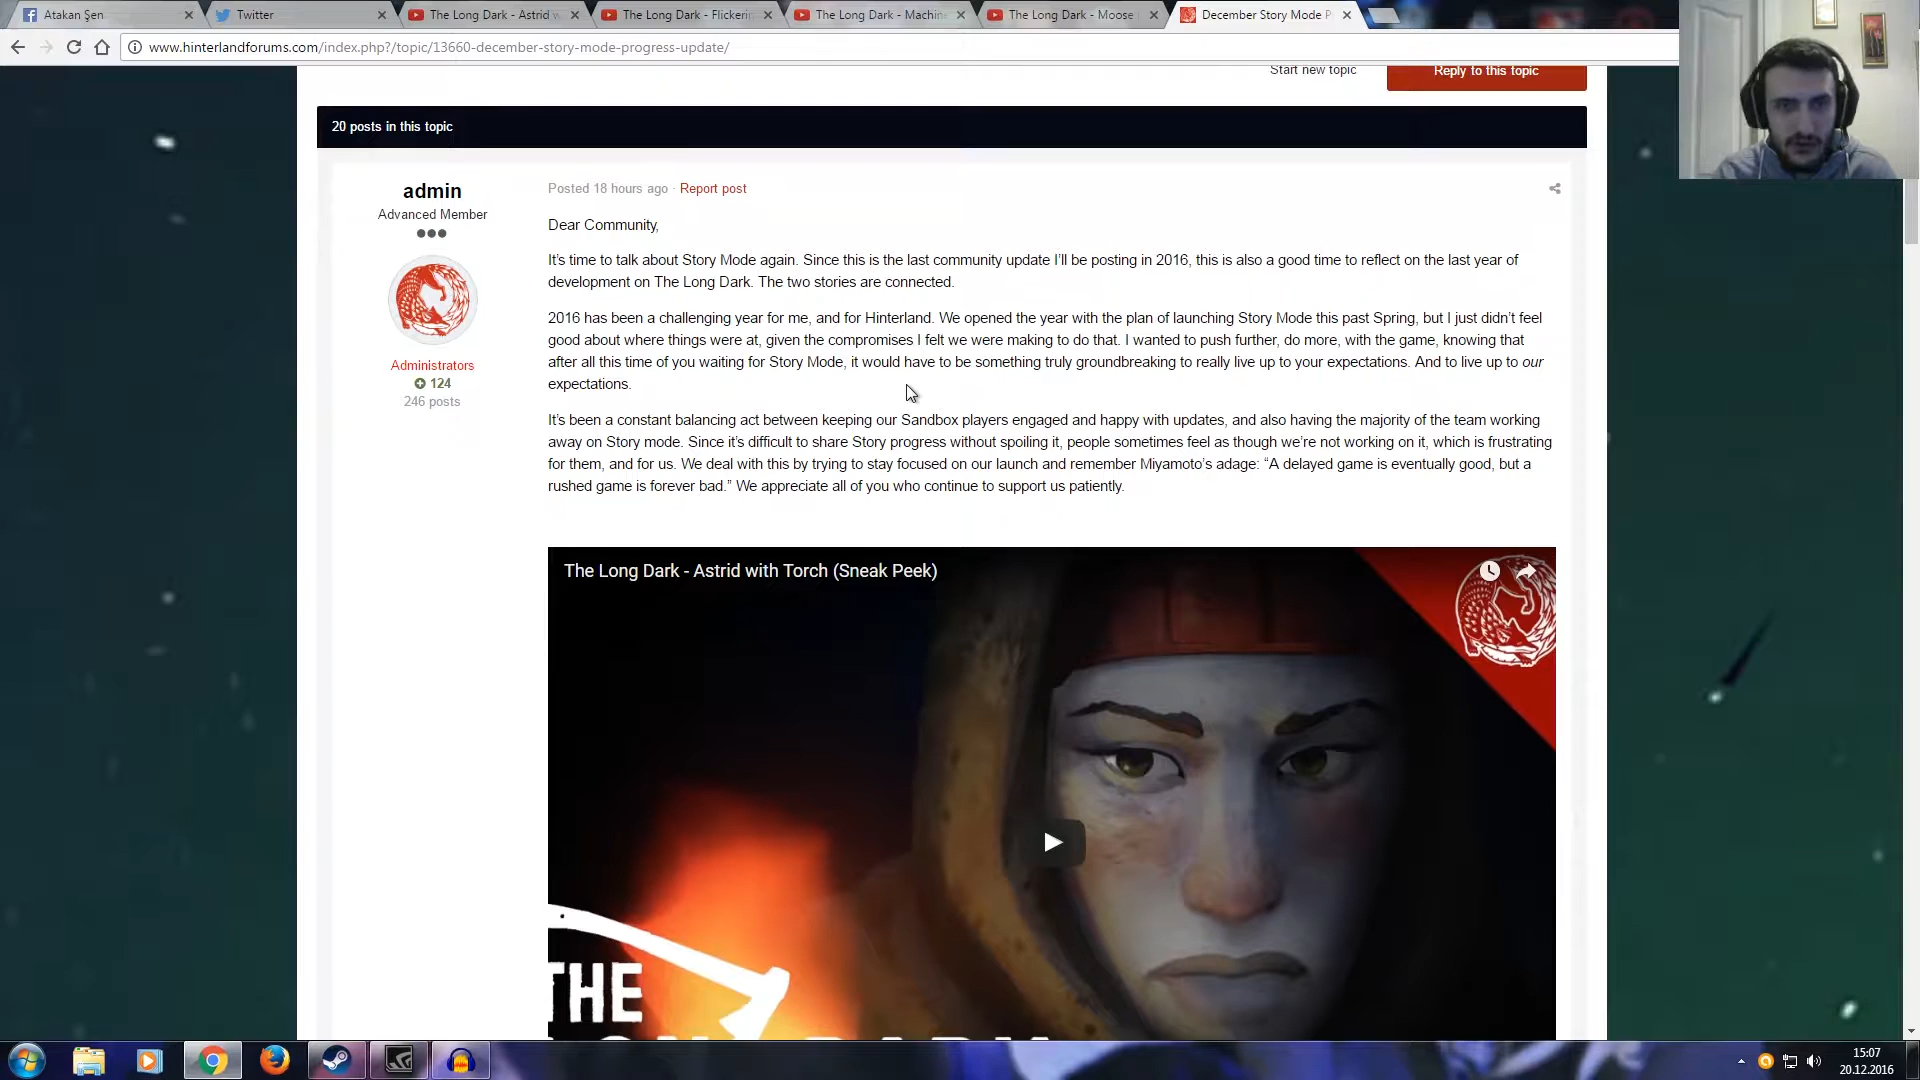 Atakan Şen
Twitter
The Long Dark - Astrid w
The Long Dark - Flickerin
The Long Dark - Machine
The Long Dark - Moose
December Story Mode P
www.hinterlandforums.com/index.php?/topic/13660-december-story-mode-progress-update/
Start new topic
Reply to this topic
20 posts in this topic
admin
Advanced Member
Administrators
124
246 posts
Posted 18 hours ago · Report post
Dear Community,
It's time to talk about Story Mode again. Since this is the last community update I'll be posting in 2016, this is also a good time to reflect on the last year of
development on The Long Dark. The two stories are connected.
2016 has been a challenging year for me, and for Hinterland. We opened the year with the plan of launching Story Mode this past Spring, but I just didn't feel
good about where things were at, given the compromises I felt we were making to do that. I wanted to push further, do more, with the game, knowing that
after all this time of you waiting for Story Mode, it would have to be something truly groundbreaking to really live up to your expectations. And to live up to our
expectations.
It's been a constant balancing act between keeping our Sandbox players engaged and happy with updates, and also having the majority of the team working
away on Story mode. Since it's difficult to share Story progress without spoiling it, people sometimes feel as though we're not working on it, which is frustrating
for them, and for us. We deal with this by trying to stay focused on our launch and remember Miyamoto's adage: “A delayed game is eventually good, but a
rushed game is forever bad.” We appreciate all of you who continue to support us patiently.
The Long Dark - Astrid with Torch (Sneak Peek)
THE
15:07
20.12.2016